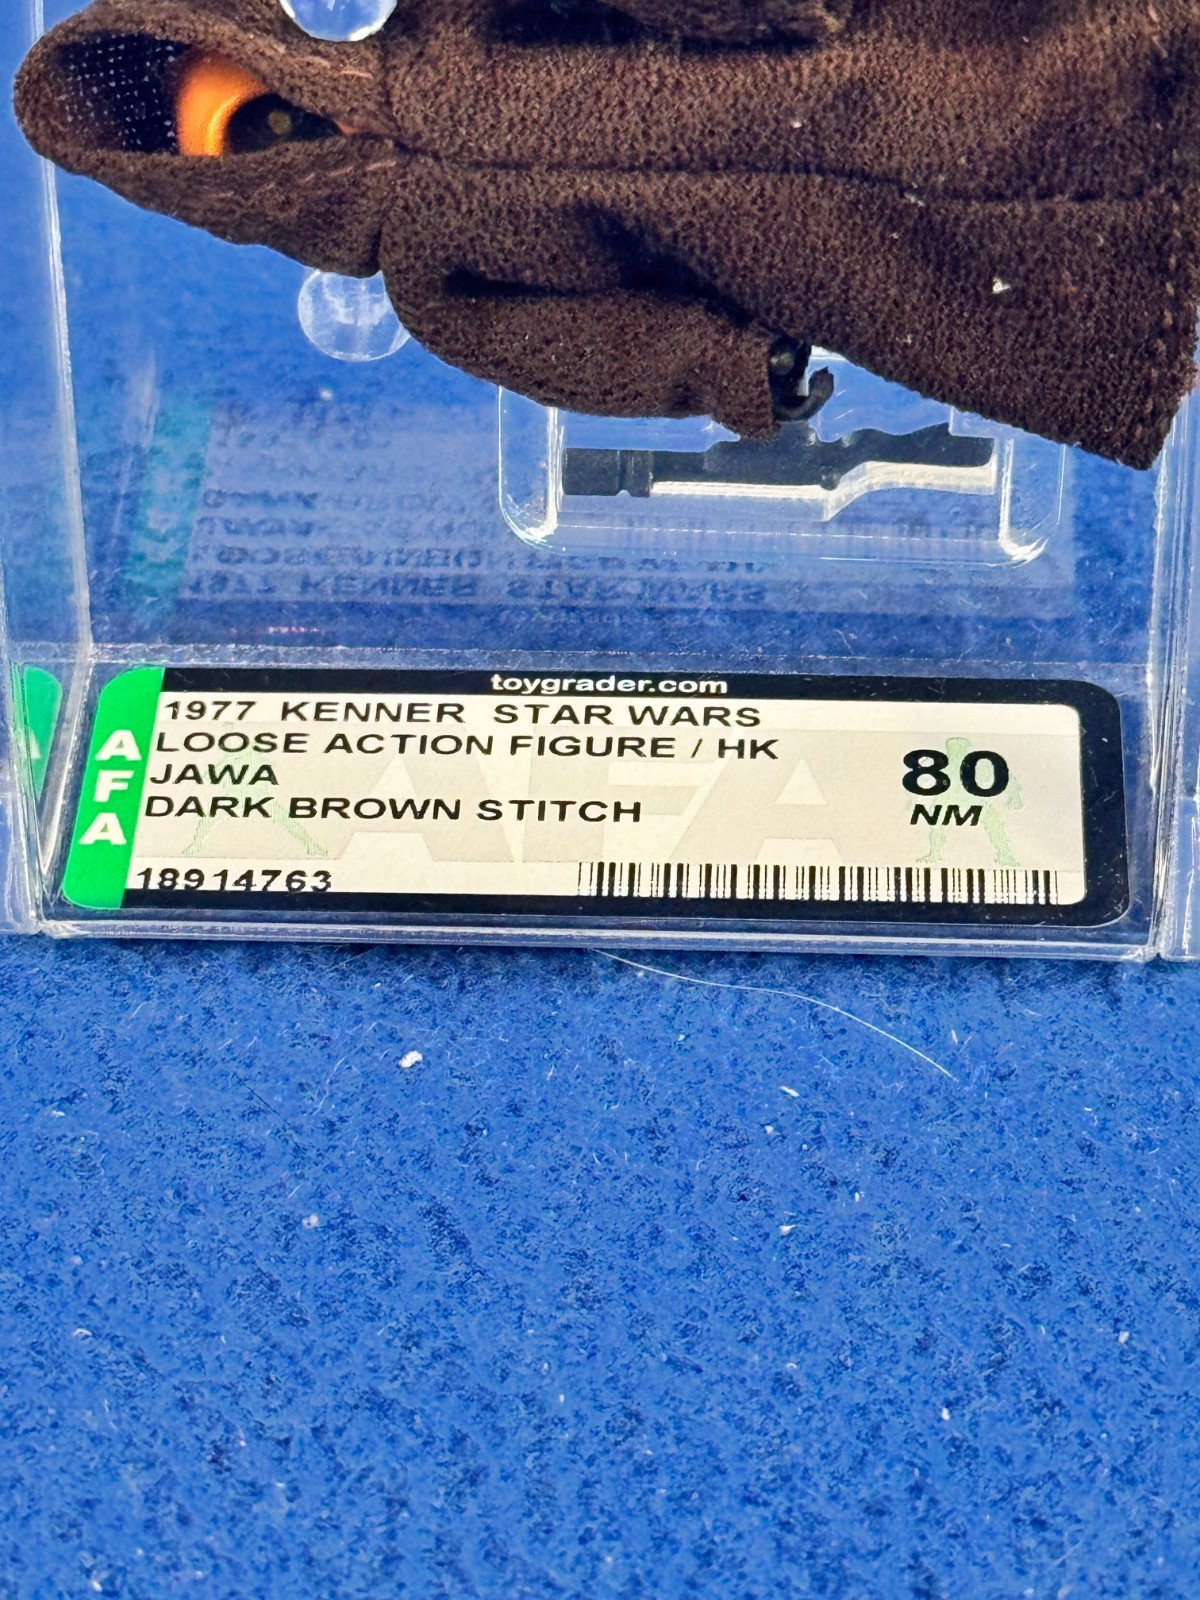 toygrader.com
1977 KENNER STAR WARS
LOOSE ACTION FIGURE / HK
JAWA
DARK BROWN STITCH
80
NM
18914763
AFA